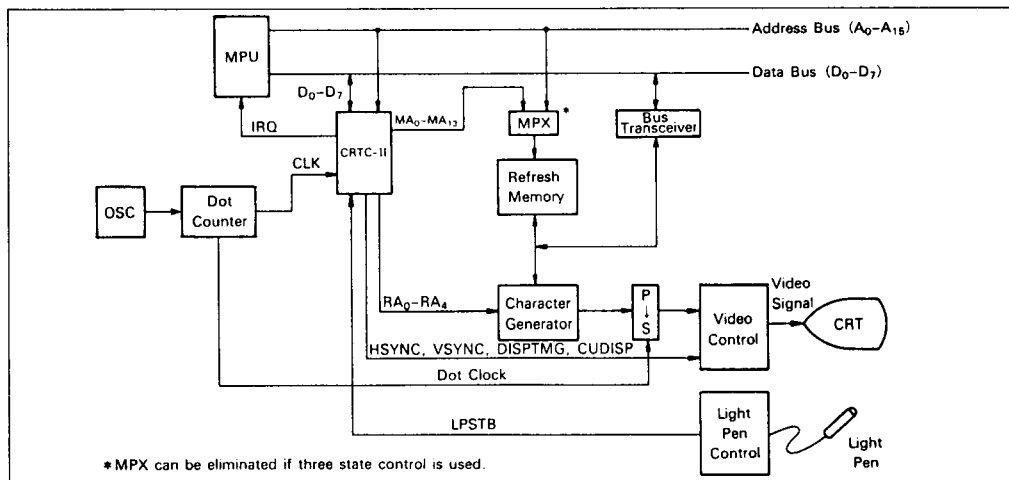 Address Bus (A₀–A₁₅)
MPU
Data Bus (D₀–D₇)
D₀–D₇
IRQ
MA₀–MA₁₃
MPX
*
Bus
Transceiver
CRTC-II
CLK
Refresh
Memory
OSC
Dot
Counter
RA₀–RA₄
Character
Generator
P
↓
S
Video
Control
Video
Signal
CRT
HSYNC, VSYNC, DISPTMG, CUDISP
Dot Clock
LPSTB
Light
Pen
Control
Light
Pen
* MPX can be eliminated if three state control is used.